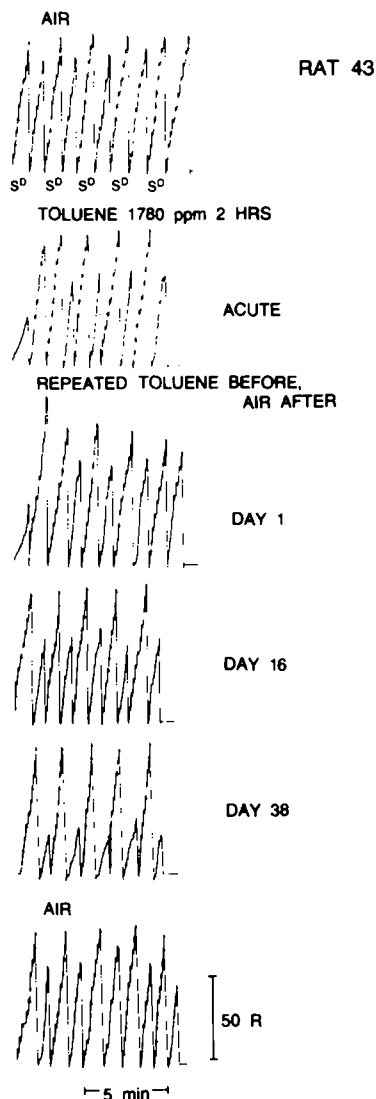 AIR
RAT 43
S^D S^D S^D S^D S^D
TOLUENE 1780 ppm 2 HRS
ACUTE
REPEATED TOLUENE BEFORE,
AIR AFTER
DAY 1
DAY 16
DAY 38
AIR
50 R
5 min